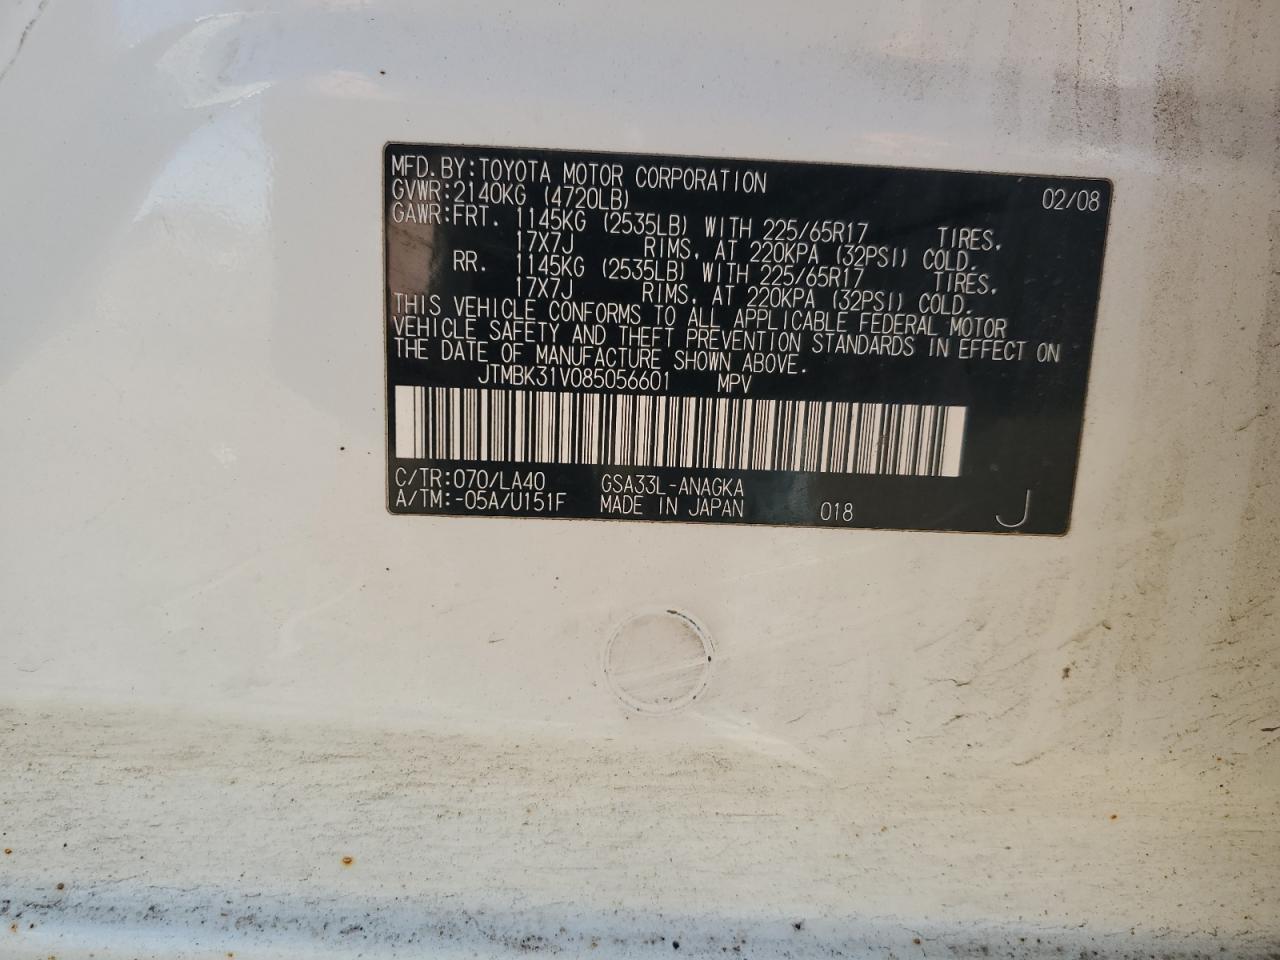 MFD.BY:TOYOTA MOTOR CORPORATION 02/08
GVWR:2140KG (4720LB)
GAWR:FRT. 1145KG (2535LB) WITH 225/65R17 TIRES,
17X7J RIMS, AT 220KPA (32PSI) COLD.
RR. 1145KG (2535LB) WITH 225/65R17 TIRES,
17X7J RIMS, AT 220KPA (32PSI) COLD.
THIS VEHICLE CONFORMS TO ALL APPLICABLE FEDERAL MOTOR
VEHICLE SAFETY AND THEFT PREVENTION STANDARDS IN EFFECT ON
THE DATE OF MANUFACTURE SHOWN ABOVE.
JTMBK31V085056601 MPV
C/TR:070/LA40 GSA33L-ANAGKA
A/TM:-05A/U151F MADE IN JAPAN 018 J